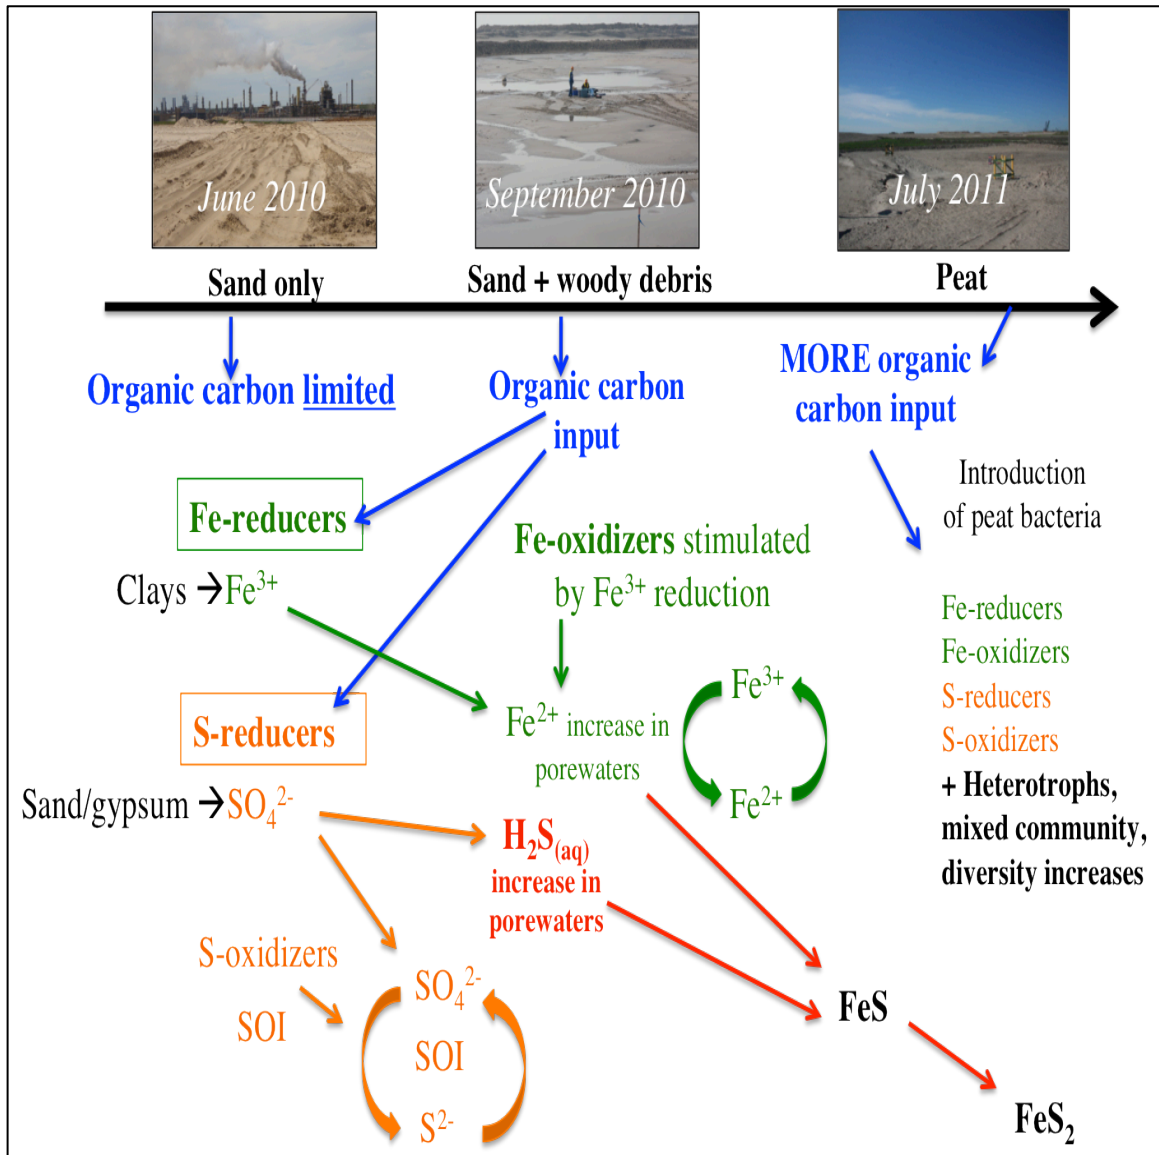 June 2010
September 2010
July 2011
Sand only
Sand + woody debris
Peat
Organic carbon limited
Organic carbon
input
MORE organic
carbon input
Introduction
of peat bacteria
Fe-reducers
Clays →Fe³⁺
Fe-oxidizers stimulated
by Fe³⁺ reduction
Fe²⁺ increase in
porewaters
Fe³⁺
Fe²⁺
S-reducers
Sand/gypsum →SO₄²⁻
H₂S(aq)
increase in
porewaters
S-oxidizers
SOI
SO₄²⁻
SOI
S²⁻
Fe-reducers
Fe-oxidizers
S-reducers
S-oxidizers
+ Heterotrophs,
mixed community,
diversity increases
FeS
FeS₂